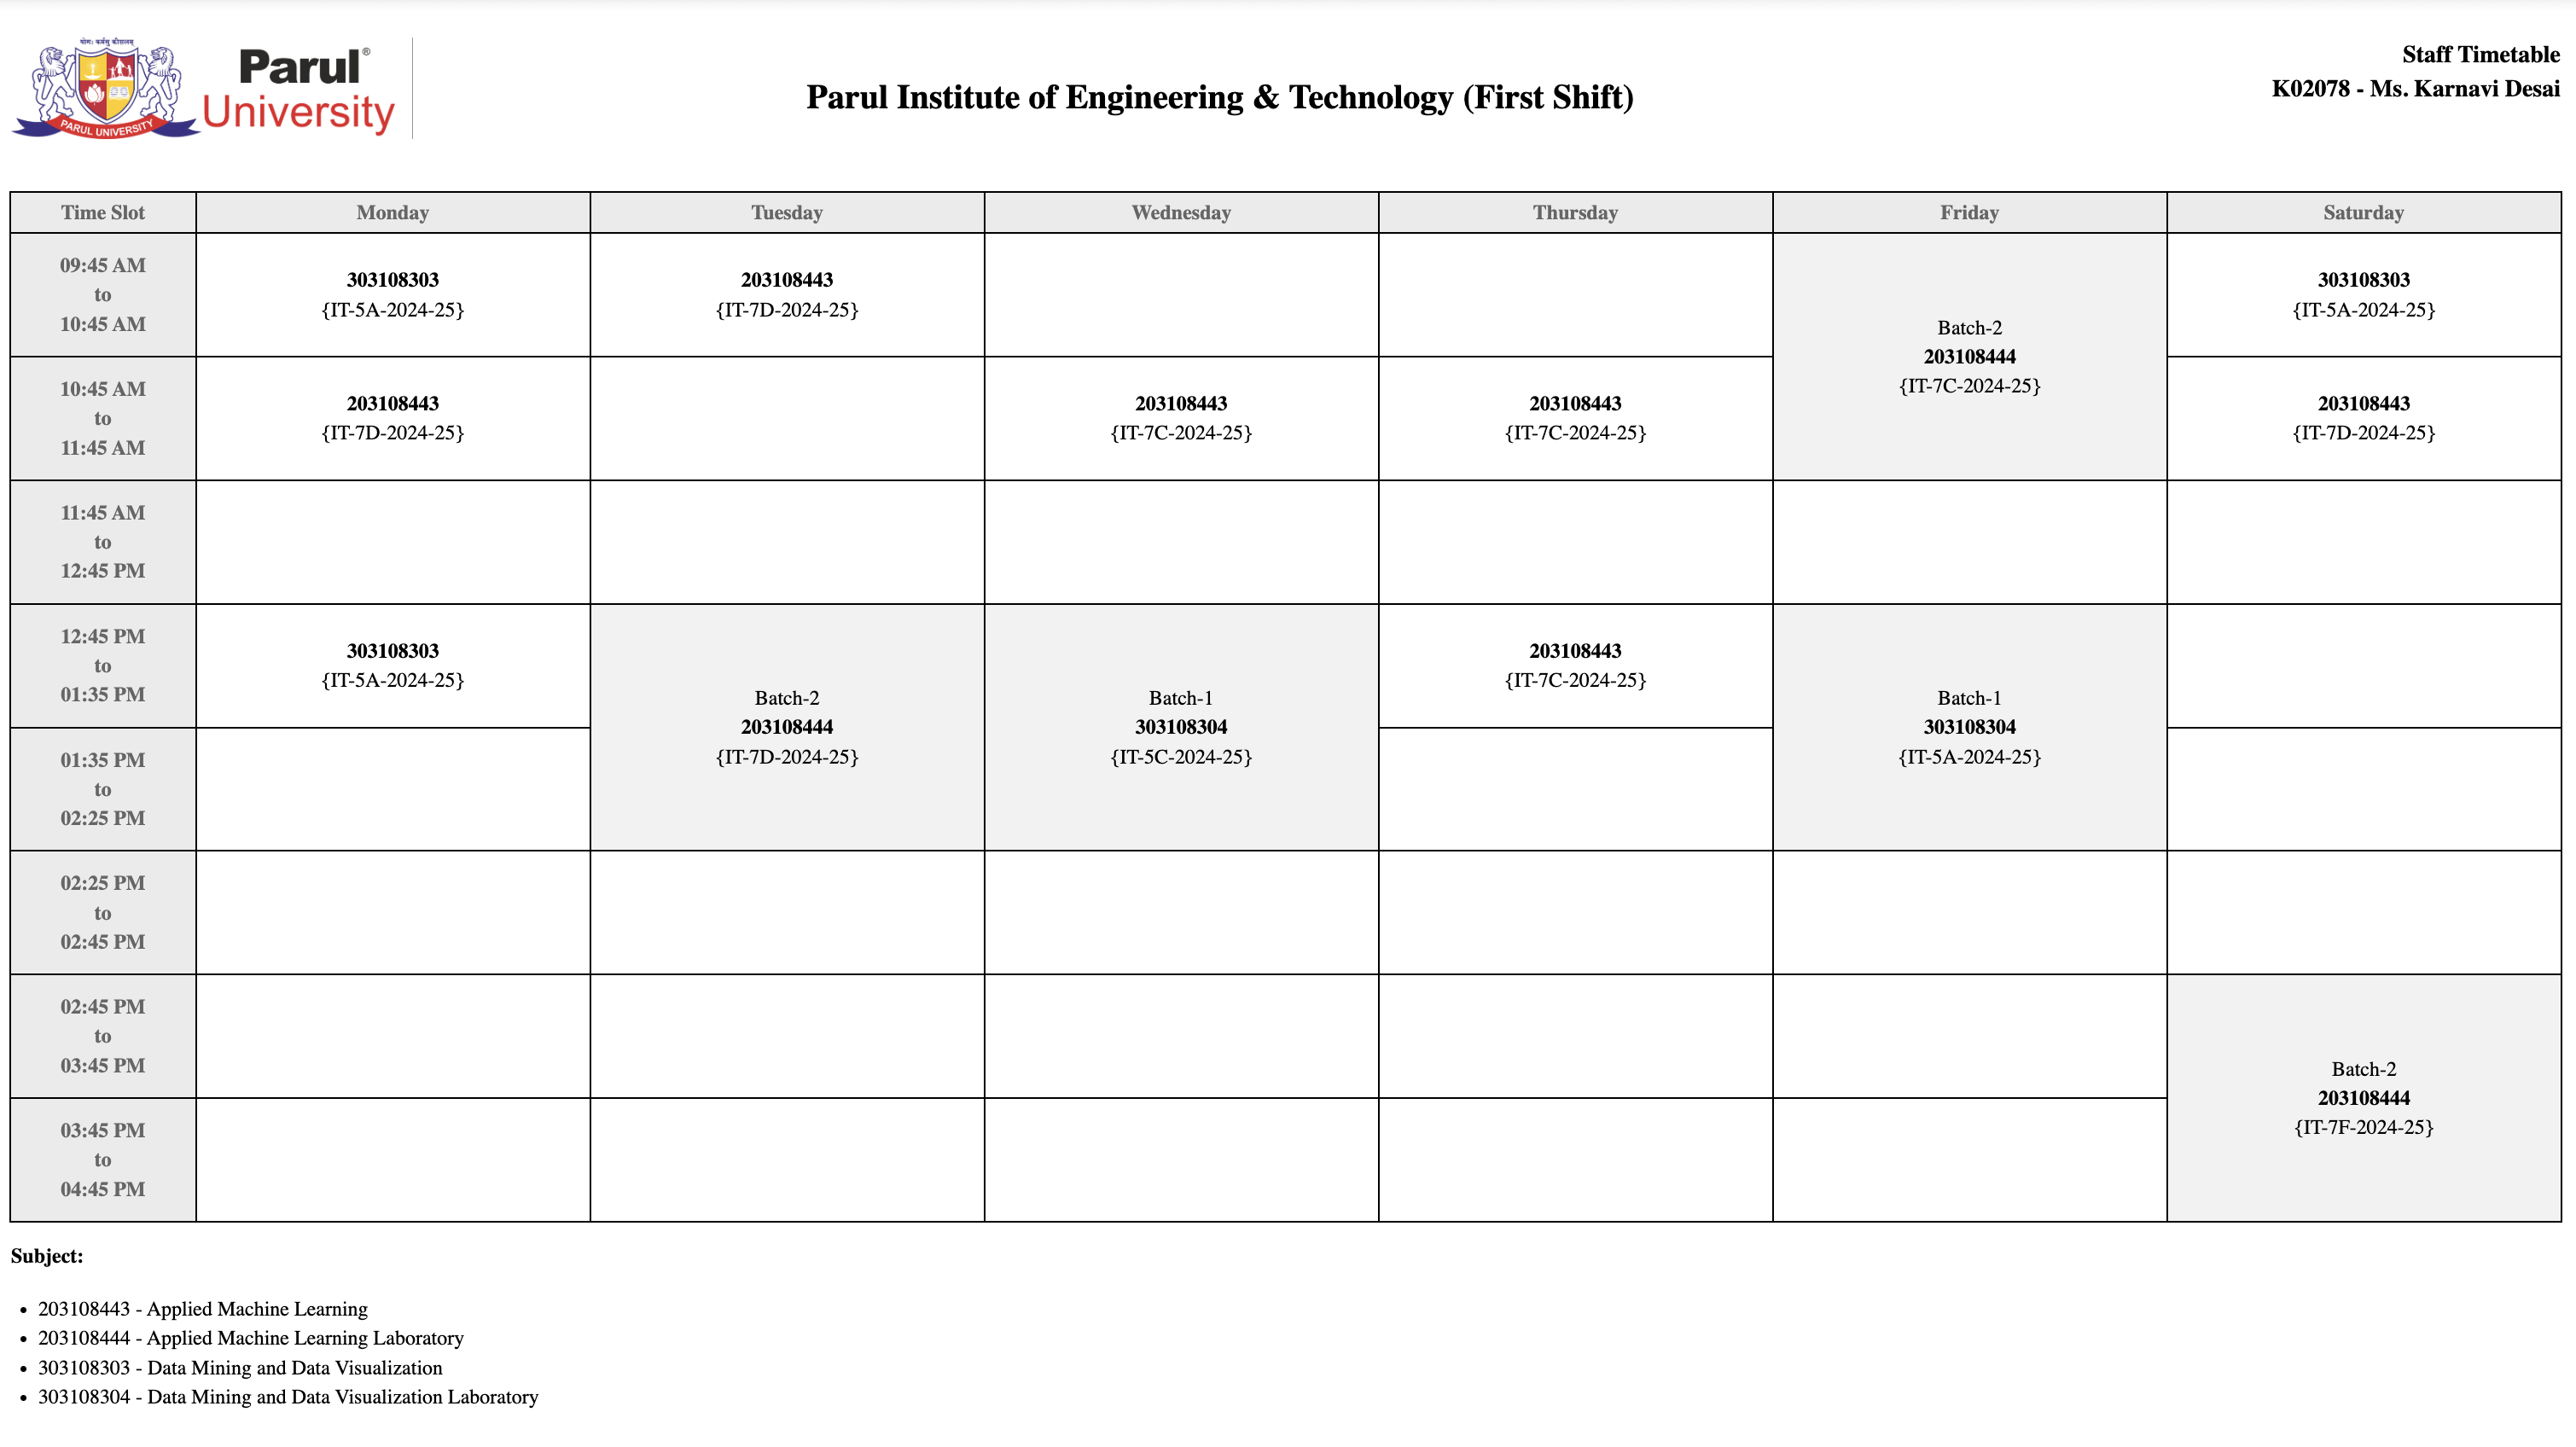 योग: कर्मसु कौशलम्
PARUL UNIVERSITY
Parul®
University
Parul Institute of Engineering & Technology (First Shift)
Staff Timetable
K02078 - Ms. Karnavi Desai
Time Slot Monday Tuesday Wednesday Thursday Friday Saturday
09:45 AM
to
10:45 AM
303108303
{IT-5A-2024-25}
203108443
{IT-7D-2024-25}
Batch-2
203108444
{IT-7C-2024-25}
303108303
{IT-5A-2024-25}
10:45 AM
to
11:45 AM
203108443
{IT-7D-2024-25}
203108443
{IT-7C-2024-25}
203108443
{IT-7C-2024-25}
203108443
{IT-7D-2024-25}
11:45 AM
to
12:45 PM
12:45 PM
to
01:35 PM
303108303
{IT-5A-2024-25}
Batch-2
203108444
{IT-7D-2024-25}
Batch-1
303108304
{IT-5C-2024-25}
203108443
{IT-7C-2024-25}
Batch-1
303108304
{IT-5A-2024-25}
01:35 PM
to
02:25 PM
02:25 PM
to
02:45 PM
02:45 PM
to
03:45 PM
Batch-2
203108444
{IT-7F-2024-25}
03:45 PM
to
04:45 PM
Subject:
• 203108443 - Applied Machine Learning
• 203108444 - Applied Machine Learning Laboratory
• 303108303 - Data Mining and Data Visualization
• 303108304 - Data Mining and Data Visualization Laboratory